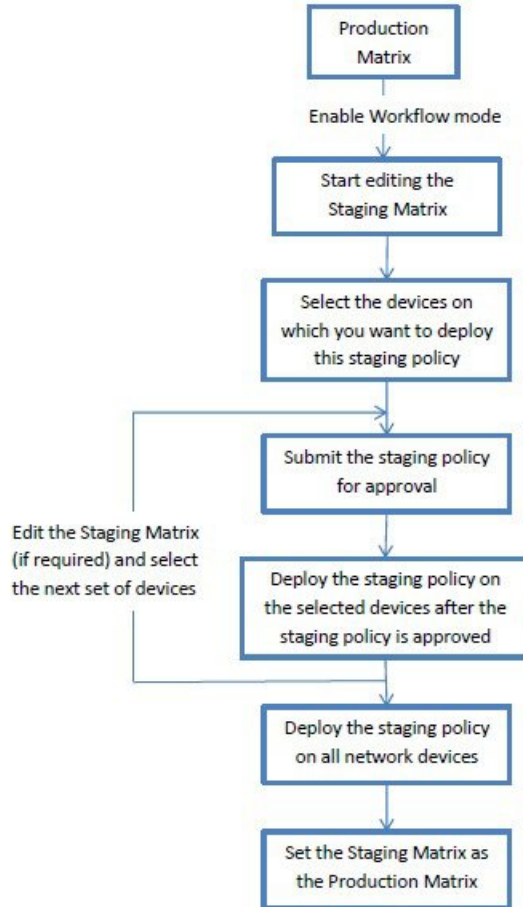 Production
Matrix
Enable Workflow mode
Start editing the
Staging Matrix
Select the devices on
which you want to deploy
this staging policy
Submit the staging policy
for approval
Edit the Staging Matrix
(if required) and select
the next set of devices
Deploy the staging policy on
the selected devices after the
staging policy is approved
Deploy the staging policy
on all network devices
Set the Staging Matrix as
the Production Matrix